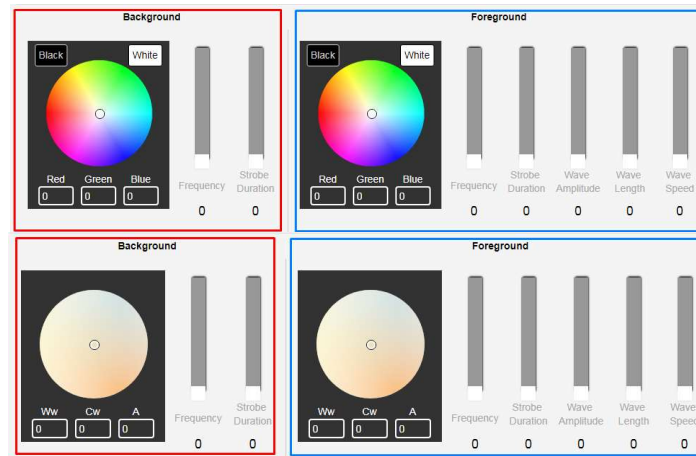 Background
Foreground
Black White
Black White
Red Green Blue
0 0 0
Frequency
Strobe
Duration
0 0
Red Green Blue
0 0 0
Frequency
Strobe
Duration
Wave
Amplitude
Wave
Length
Wave
Speed
0 0 0 0 0
Background
Foreground
Ww Cw A
0 0 0
Frequency
Strobe
Duration
0 0
Ww Cw A
0 0 0
Frequency
Strobe
Duration
Wave
Amplitude
Wave
Length
Wave
Speed
0 0 0 0 0